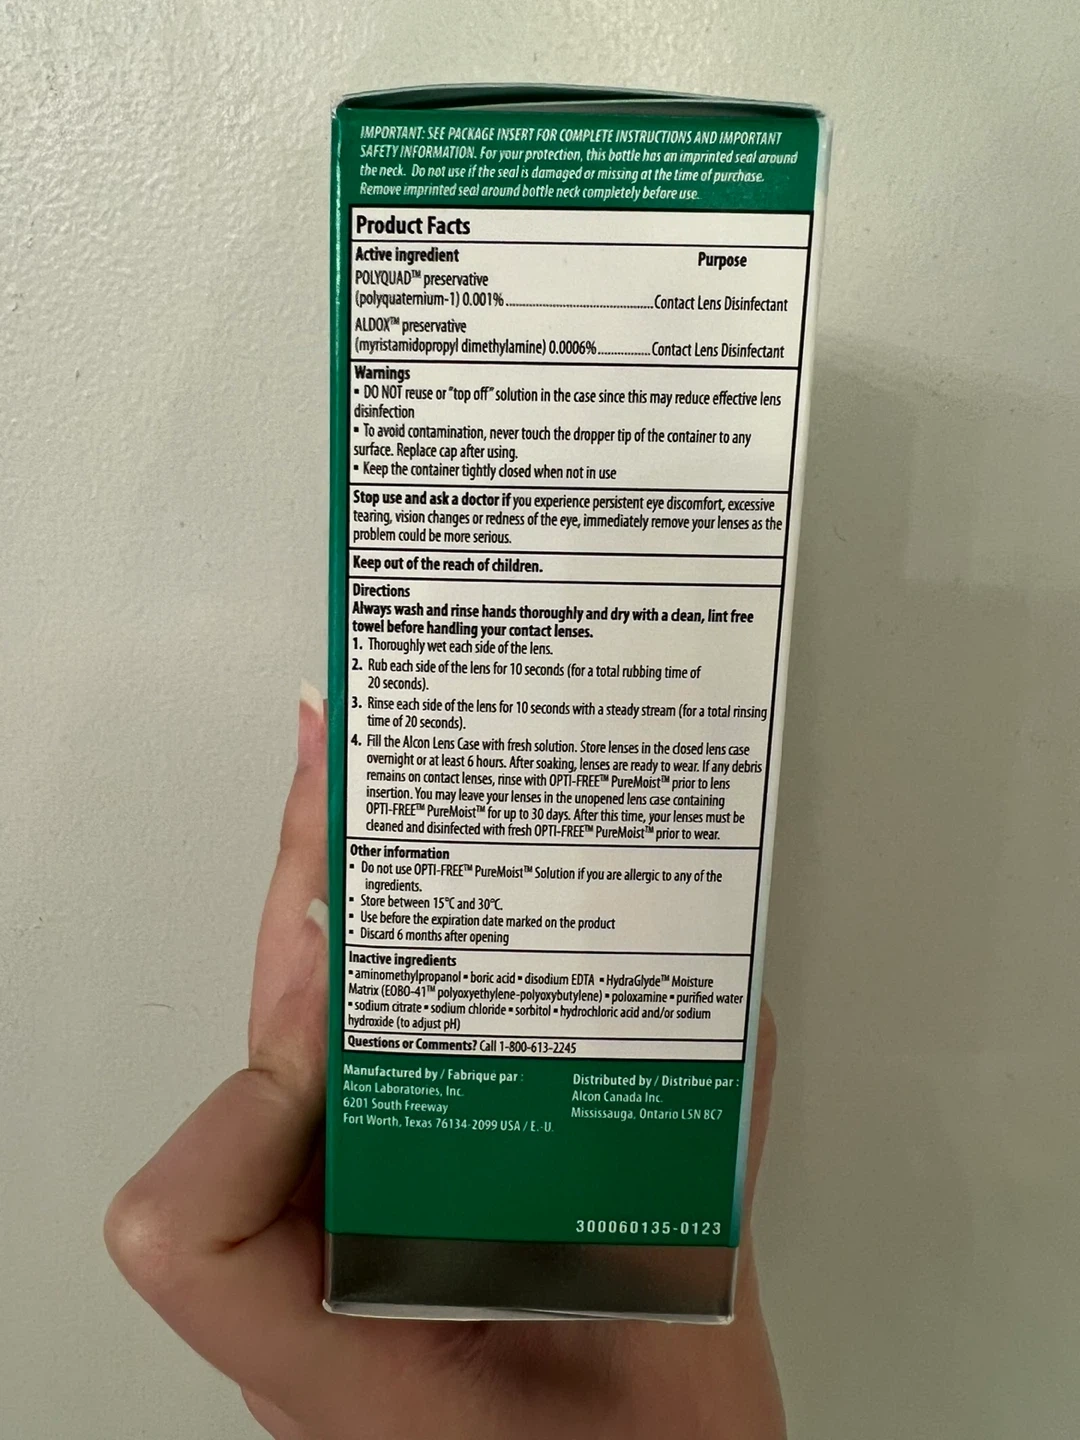 IMPORTANT: SEE PACKAGE INSERT FOR COMPLETE INSTRUCTIONS AND IMPORTANT
SAFETY INFORMATION. For your protection, this bottle has an imprinted seal around
the neck. Do not use if the seal is damaged or missing at the time of purchase.
Remove imprinted seal around bottle neck completely before use.
Product Facts
Active ingredient Purpose
POLYQUAD™ preservative
(polyquaternium-1) 0.001%..............................Contact Lens Disinfectant
ALDOX™ preservative
(myristamidopropyl dimethylamine) 0.0006%................Contact Lens Disinfectant
Warnings
▪ DO NOT reuse or "top off" solution in the case since this may reduce effective lens
disinfection
▪ To avoid contamination, never touch the dropper tip of the container to any
surface. Replace cap after using.
▪ Keep the container tightly closed when not in use
Stop use and ask a doctor if you experience persistent eye discomfort, excessive
tearing, vision changes or redness of the eye, immediately remove your lenses as the
problem could be more serious.
Keep out of the reach of children.
Directions
Always wash and rinse hands thoroughly and dry with a clean, lint free
towel before handling your contact lenses.
1. Thoroughly wet each side of the lens.
2. Rub each side of the lens for 10 seconds (for a total rubbing time of
20 seconds).
3. Rinse each side of the lens for 10 seconds with a steady stream (for a total rinsing
time of 20 seconds).
4. Fill the Alcon Lens Case with fresh solution. Store lenses in the closed lens case
overnight or at least 6 hours. After soaking, lenses are ready to wear. If any debris
remains on contact lenses, rinse with OPTI-FREE™ PureMoist™ prior to lens
insertion. You may leave your lenses in the unopened lens case containing
OPTI-FREE™ PureMoist™ for up to 30 days. After this time, your lenses must be
cleaned and disinfected with fresh OPTI-FREE™ PureMoist™ prior to wear.
Other information
▪ Do not use OPTI-FREE™ PureMoist™ Solution if you are allergic to any of the
ingredients.
▪ Store between 15°C and 30°C.
▪ Use before the expiration date marked on the product
▪ Discard 6 months after opening
Inactive ingredients
▪ aminomethylpropanol ▪ boric acid ▪ disodium EDTA ▪ HydraGlyde™ Moisture
Matrix (EOBO-41™ polyoxyethylene-polyoxybutylene) ▪ poloxamine ▪ purified water
▪ sodium citrate ▪ sodium chloride ▪ sorbitol ▪ hydrochloric acid and/or sodium
hydroxide (to adjust pH)
Questions or Comments? Call 1-800-613-2245
Manufactured by / Fabriqué par :
Alcon Laboratories, Inc.
6201 South Freeway
Fort Worth, Texas 76134-2099 USA / E.-U.
Distributed by / Distribué par :
Alcon Canada Inc.
Mississauga, Ontario L5N 8C7
300060135-0123